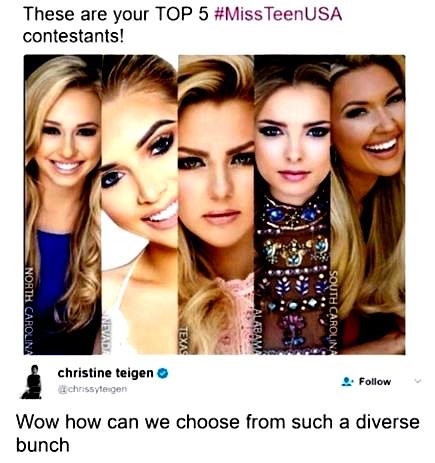 These are your TOP 5 #MissTeenUSA
contestants!
NORTH CAROLINA
NEVADA
TEXAS
ALABAMA
SOUTH CAROLINA
christine teigen
@chrissyteigen
Follow
Wow how can we choose from such a diverse
bunch